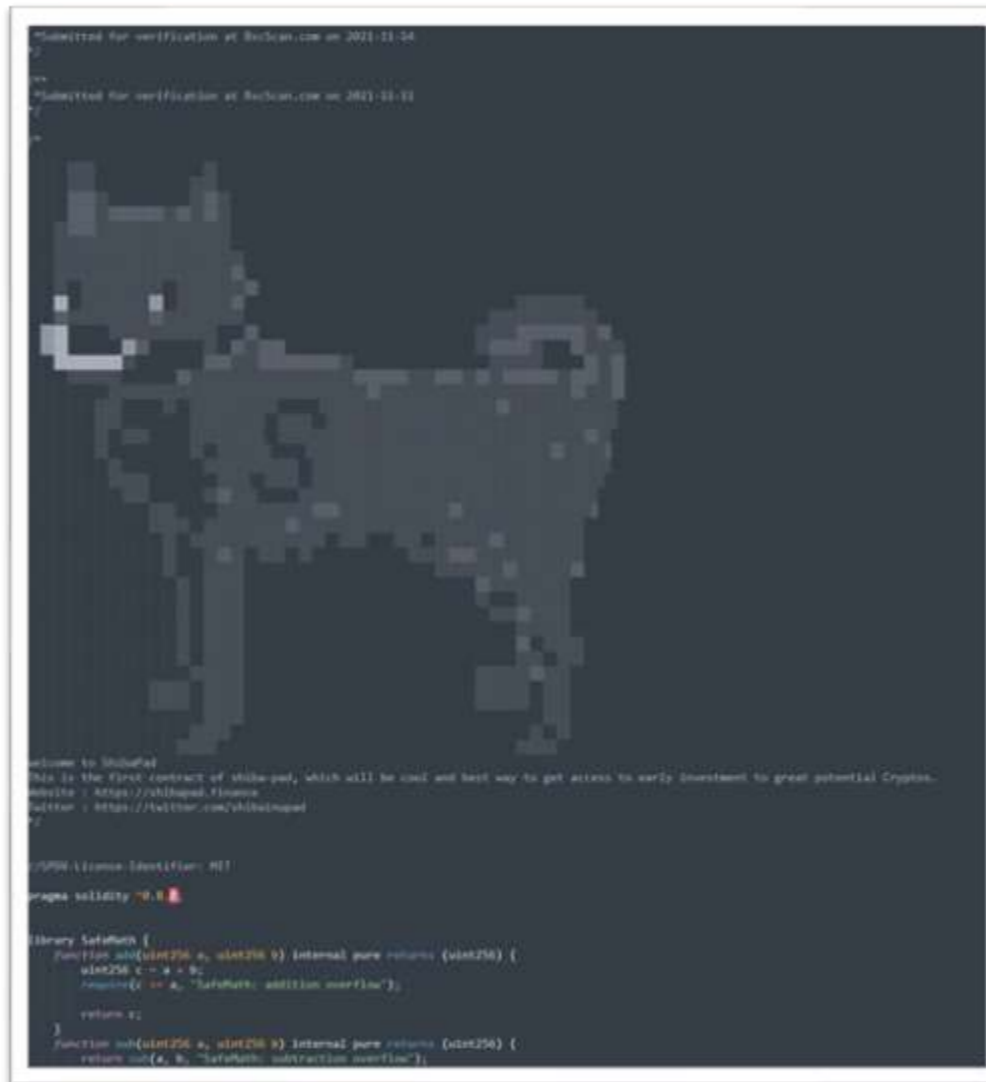 *Submitted for verification at BscScan.com on 2021-11-14
*/
/**
*Submitted for verification at BscScan.com on 2021-11-11
*/
/*
S
welcome to ShibaPad
This is the first contract of shiba-pad, which will be cool and best way to get access to early investment to great potential Cryptos.
Website : https://shibapad.finance
Twitter : https://twitter.com/shibainupad
*/
//SPDX-License-Identifier: MIT
pragma solidity ^0.8.
library SafeMath {
function add(uint256 a, uint256 b) internal pure returns (uint256) {
uint256 c = a + b;
require(c >= a, "SafeMath: addition overflow");
return c;
}
function sub(uint256 a, uint256 b) internal pure returns (uint256) {
return sub(a, b, "SafeMath: subtraction overflow");